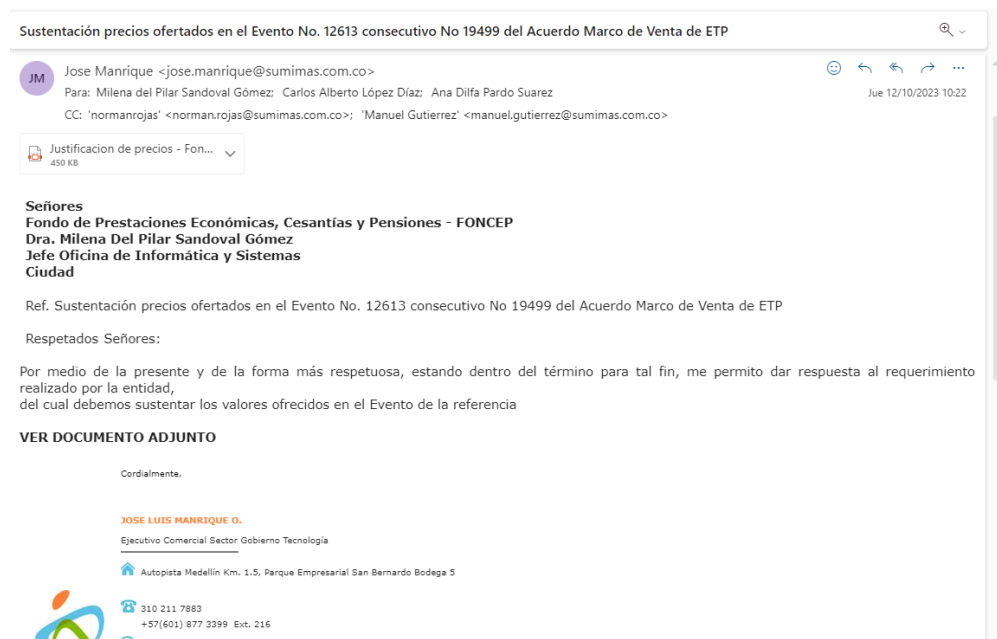 Sustentación precios ofertados en el Evento No. 12613 consecutivo No 19499 del Acuerdo Marco de Venta de ETP
JM
Jose Manrique <jose.manrique@sumimas.com.co>
Para: Milena del Pilar Sandoval Gómez; Carlos Alberto López Díaz; Ana Dilfa Pardo Suarez
Jue 12/10/2023 10:22
CC: 'normanrojas' <norman.rojas@sumimas.com.co>; 'Manuel Gutierrez' <manuel.gutierrez@sumimas.com.co>
Justificacion de precios - Fon...
450 KB
Señores
Fondo de Prestaciones Económicas, Cesantías y Pensiones - FONCEP
Dra. Milena Del Pilar Sandoval Gómez
Jefe Oficina de Informática y Sistemas
Ciudad
Ref. Sustentación precios ofertados en el Evento No. 12613 consecutivo No 19499 del Acuerdo Marco de Venta de ETP
Respetados Señores:
Por medio de la presente y de la forma más respetuosa, estando dentro del término para tal fin, me permito dar respuesta al requerimiento
realizado por la entidad,
del cual debemos sustentar los valores ofrecidos en el Evento de la referencia
VER DOCUMENTO ADJUNTO
Cordialmente,
JOSE LUIS MANRIQUE O.
Ejecutivo Comercial Sector Gobierno Tecnología
Autopista Medellín Km. 1.5, Parque Empresarial San Bernardo Bodega 5
310 211 7883
+57(601) 877 3399 Ext. 216